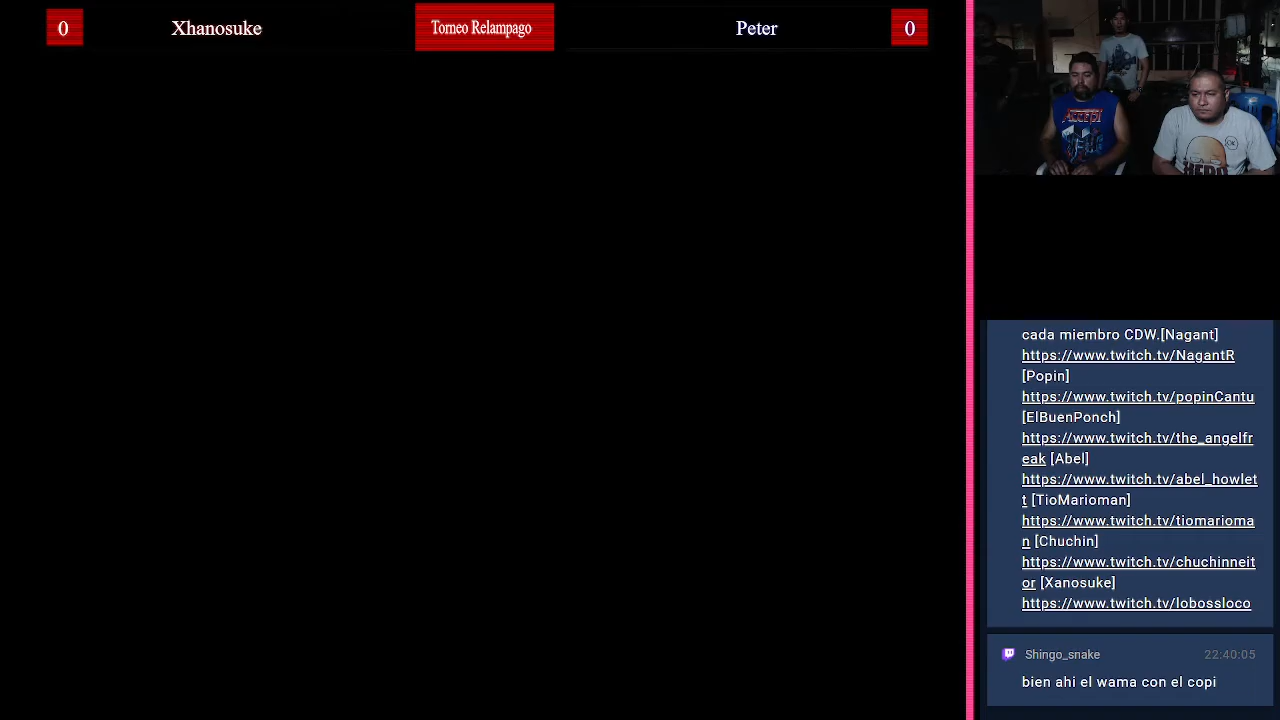 0
Xhanosuke
Torneo Relampago
Peter
0
cada miembro CDW.[Nagant]
https://www.twitch.tv/NagantR
[Popin]
https://www.twitch.tv/popinCantu
[ElBuenPonch]
https://www.twitch.tv/the_angelfr
eak [Abel]
https://www.twitch.tv/abel_howlet
t [TioMarioman]
https://www.twitch.tv/tiomarioma
n [Chuchin]
https://www.twitch.tv/chuchinneit
or [Xanosuke]
https://www.twitch.tv/lobossloco
Shingo_snake 22:40:05
bien ahi el wama con el copi